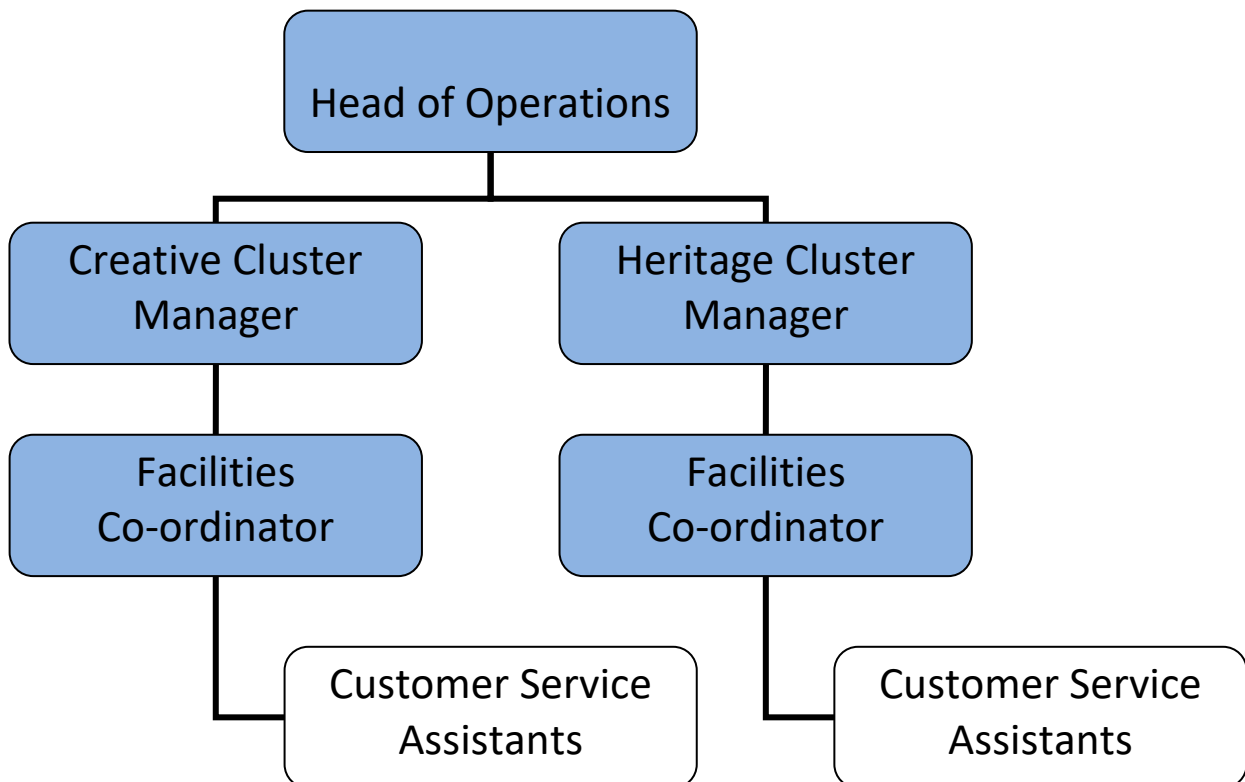 Head of Operations
Creative Cluster
Manager
Heritage Cluster
Manager
Facilities
Co-ordinator
Facilities
Co-ordinator
Customer Service
Assistants
Customer Service
Assistants